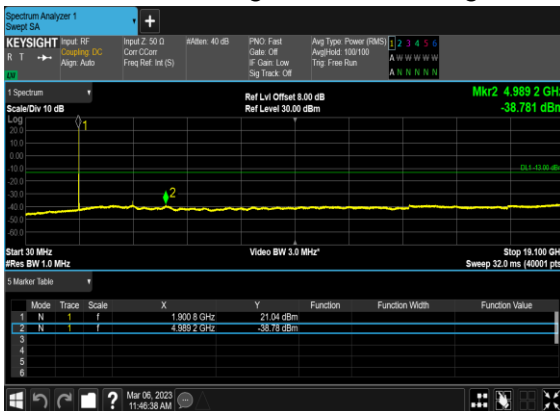 Spectrum Analyzer 1
Swept SA
KEYSIGHT Input: RF Input Z: 50 Ω #Atten: 40 dB PNO: Fast Avg Type: Power (RMS) 1 2 3 4 5 6
R T Coupling: DC Corr CCorr Gate: Off Avg|Hold: 100/100 A W W W W W
Align: Auto Freq Ref: Int (S) IF Gain: Low Trig: Free Run
Sig Track: Off A N N N N N
1 Spectrum Ref Lvl Offset 8.00 dB Mkr2 4.989 2 GHz
Scale/Div 10 dB Ref Level 30.00 dBm -38.781 dBm
Log
20.0
10.0
0.00
-10.0
-20.0
-30.0
-40.0
-50.0
-60.0
1
2
DL1 -13.00 dBm
Start 30 MHz Video BW 3.0 MHz* Stop 19.100 GHz
#Res BW 1.0 MHz Sweep 32.0 ms (40001 pts)
5 Marker Table
Mode Trace Scale X Y Function Function Width Function Value
1 N 1 f 1.900 8 GHz 21.04 dBm
2 N 1 f 4.989 2 GHz -38.78 dBm
3
4
5
6
? Mar 06, 2023
11:46:38 AM